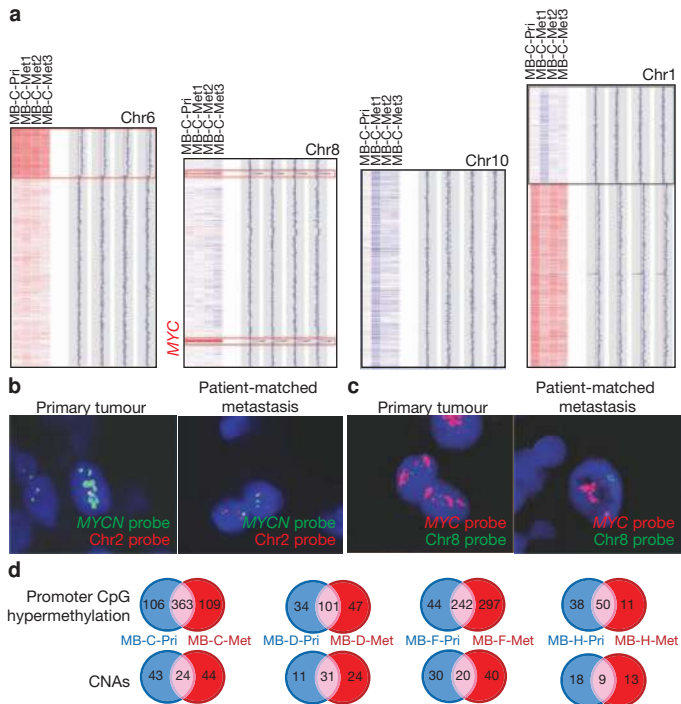 a
MB-C-Pri
MB-C-Met1
MB-C-Met2
MB-C-Met3
Chr6
MB-C-Pri
MB-C-Met1
MB-C-Met2
MB-C-Met3
Chr8
MYC
MB-C-Pri
MB-C-Met1
MB-C-Met2
MB-C-Met3
Chr10
MB-C-Pri
MB-C-Met1
MB-C-Met2
MB-C-Met3
Chr1
b
Primary tumour
Patient-matched
metastasis
MYCN probe
Chr2 probe
MYCN probe
Chr2 probe
c
Primary tumour
Patient-matched
metastasis
MYC probe
Chr8 probe
MYC probe
Chr8 probe
d
Promoter CpG
hypermethylation
106 363 109
34 101 47
44 242 297
38 50 11
MB-C-Pri MB-C-Met
MB-D-Pri MB-D-Met
MB-F-Pri MB-F-Met
MB-H-Pri MB-H-Met
CNAs
43 24 44
11 31 24
30 20 40
18 9 13